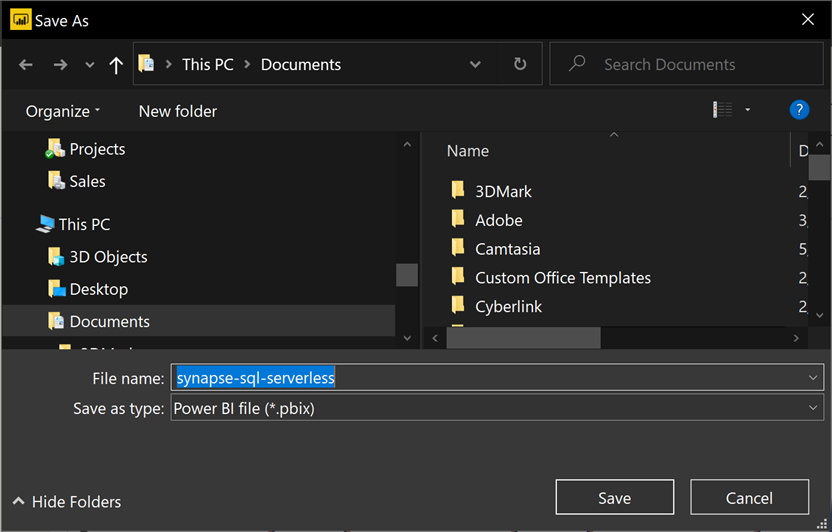 Save As
This PC
Documents
Search Documents
Organize
New folder
?
Projects
Sales
This PC
3D Objects
Desktop
Documents
Name
D
3DMark
2
Adobe
3
Camtasia
5
Custom Office Templates
2
Cyberlink
2
File name:
synapse-sql-serverless
Save as type:
Power BI file (*.pbix)
Hide Folders
Save
Cancel